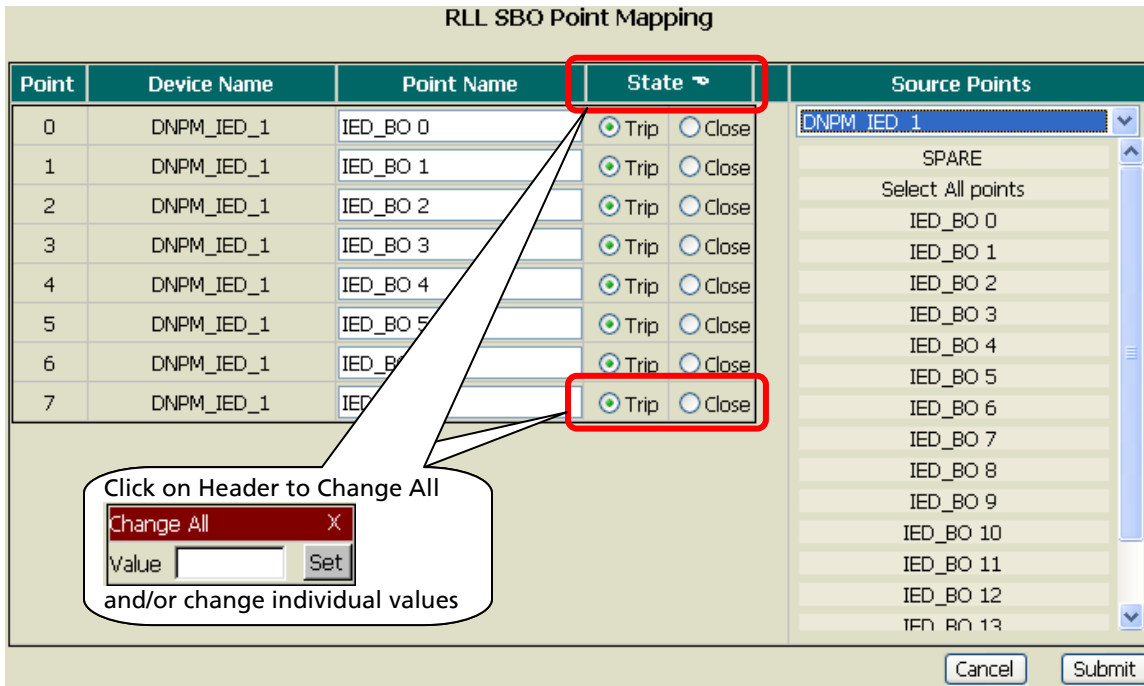 RLL SBO Point Mapping
Point Device Name Point Name State Source Points
0 DNPM_IED_1 IED_BO 0 Trip Close
1 DNPM_IED_1 IED_BO 1 Trip Close
2 DNPM_IED_1 IED_BO 2 Trip Close
3 DNPM_IED_1 IED_BO 3 Trip Close
4 DNPM_IED_1 IED_BO 4 Trip Close
5 DNPM_IED_1 IED_BO 5 Trip Close
6 DNPM_IED_1 Trip Close
7 DNPM_IED_1 Trip Close
DNPM_IED_1
SPARE
Select All points
IED_BO 0
IED_BO 1
IED_BO 2
IED_BO 3
IED_BO 4
IED_BO 5
IED_BO 6
IED_BO 7
IED_BO 8
IED_BO 9
IED_BO 10
IED_BO 11
IED_BO 12
IED_BO 13
Click on Header to Change All
Change All X
Value Set
and/or change individual values
Cancel Submit